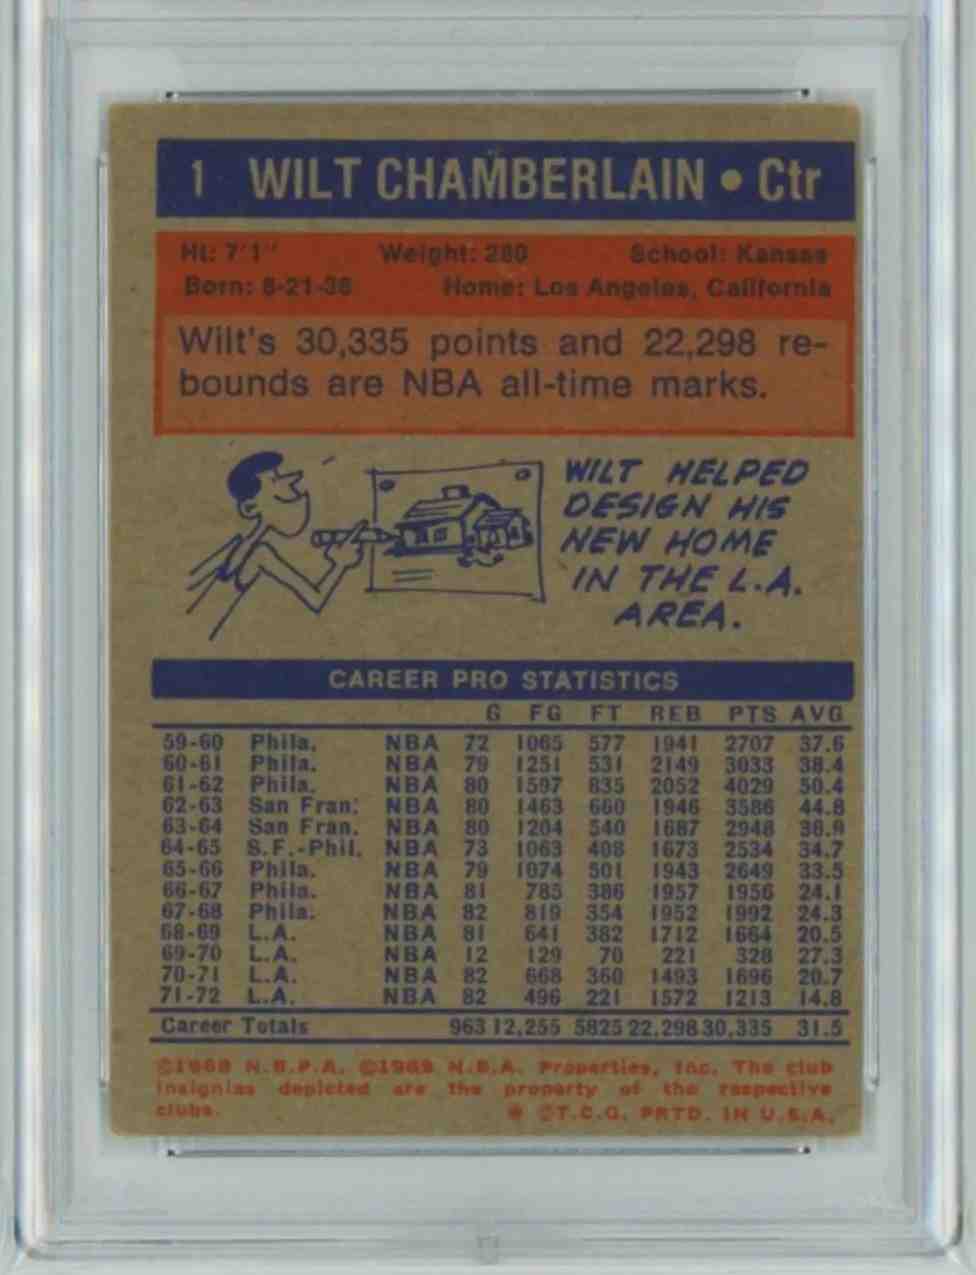 1 WILT CHAMBERLAIN • Ctr
Ht: 7'1" Weight: 280 School: Kansas
Born: 8-21-36 Home: Los Angeles, California
Wilt's 30,335 points and 22,298 re-
bounds are NBA all-time marks.
WILT HELPED
DESIGN HIS
NEW HOME
IN THE L.A.
AREA.
CAREER PRO STATISTICS
G FG FT REB PTS AVG
59-60 Phila. NBA 72 1065 577 1941 2707 37.6
60-61 Phila. NBA 79 1251 531 2149 3033 38.4
61-62 Phila. NBA 80 1597 835 2052 4029 50.4
62-63 San Fran. NBA 80 1463 660 1946 3586 44.8
63-64 San Fran. NBA 80 1204 540 1687 2948 36.9
64-65 S.F.-Phil. NBA 73 1063 408 1673 2534 34.7
65-66 Phila. NBA 79 1074 501 1943 2649 33.5
66-67 Phila. NBA 81 785 386 1957 1956 24.1
67-68 Phila. NBA 82 819 354 1952 1992 24.3
68-69 L.A. NBA 81 641 382 1712 1664 20.5
69-70 L.A. NBA 12 129 70 221 328 27.3
70-71 L.A. NBA 82 668 360 1493 1696 20.7
71-72 L.A. NBA 82 496 221 1572 1213 14.8
Career Totals 963 12,255 5825 22,298 30,335 31.5
©1969 N.B.P.A. ©1969 N.B.A. Properties, Inc. The club
insignias depicted are the property of the respective
clubs. * ©T.C.G. PRTD. IN U.S.A.